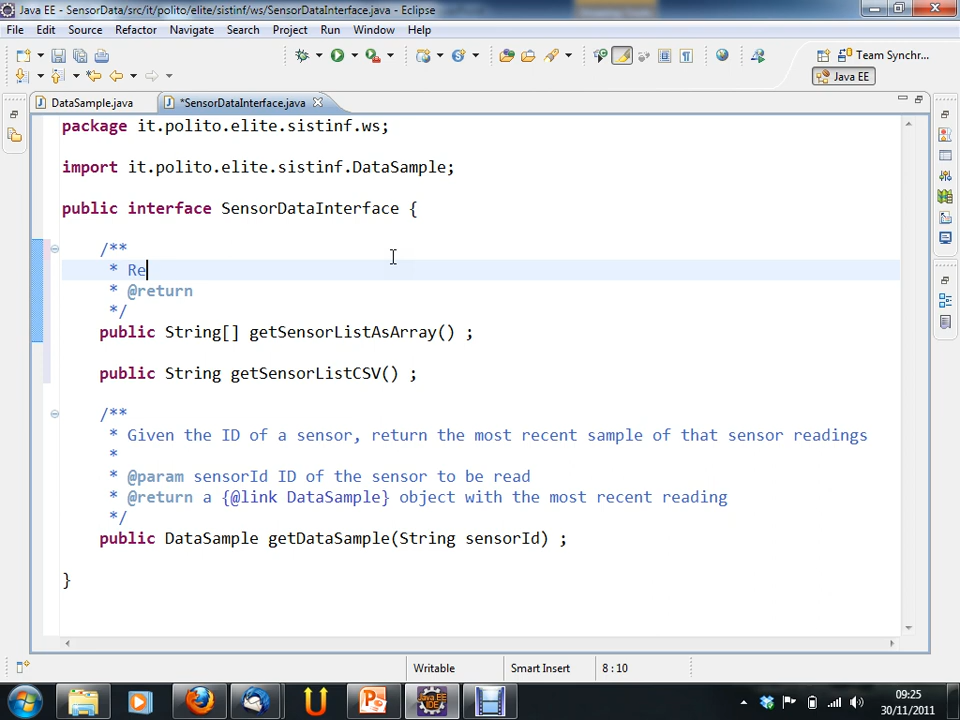 Java EE - SensorData/src/it/polito/elite/sistinf/ws/SensorDataInterface.java - Eclipse
File Edit Source Refactor Navigate Search Project Run Window Help
Team Synchr...
Java EE
DataSample.java
*SensorDataInterface.java
package it.polito.elite.sistinf.ws;
import it.polito.elite.sistinf.DataSample;
public interface SensorDataInterface {
/**
* Re
* @return
*/
public String[] getSensorListAsArray() ;
public String getSensorListCSV() ;
/**
* Given the ID of a sensor, return the most recent sample of that sensor readings
*
* @param sensorId ID of the sensor to be read
* @return a {@link DataSample} object with the most recent reading
*/
public DataSample getDataSample(String sensorId) ;
}
Writable
Smart Insert
8 : 10
09:25
30/11/2011